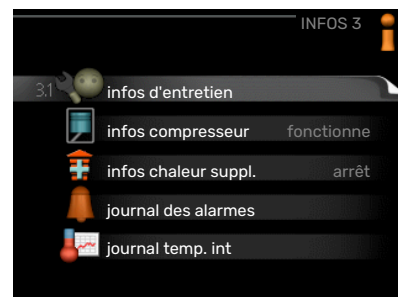 INFOS 3
3.1 infos d'entretien
infos compresseur fonctionne
infos chaleur suppl. arrêt
journal des alarmes
journal temp. int